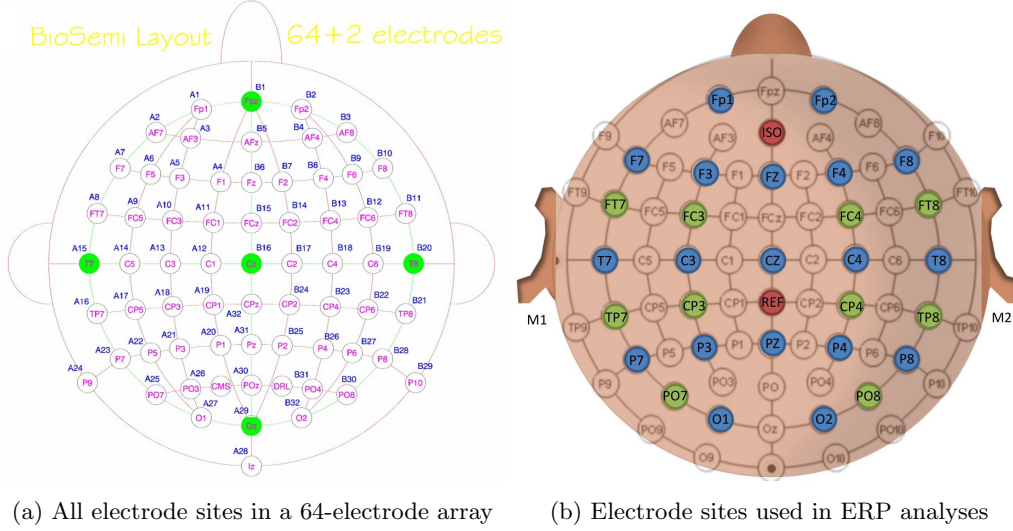 BioSemi Layout 64+2 electrodes
B1
Fpz
A1 B2
Fp1 Fp2
A2 A3 B5 B4 B3
AF7 AF3 AFz AF4 AF8
A7 A6 A5 A4 B6 B7 B8 B9 B10
F7 F5 F3 F1 Fz F2 F4 F6 F8
A8 A9 A10 A11 B15 B14 B13 B12 B11
FT7 FC5 FC3 FC1 FCz FC2 FC4 FC6 FT8
A15 A14 A13 A12 B16 B17 B18 B19 B20
T7 C5 C3 C1 Cz C2 C4 C6 T8
A16 A17 A18 A19 A32 B24 B23 B22 B21
TP7 CP5 CP3 CP1 CPz CP2 CP4 CP6 TP8
A24 A23 A22 A21 A20 A31 B25 B26 B27 B28 B29
P9 P7 P5 P3 P1 Pz P2 P4 P6 P8 P10
A25 A26 A30 B31 B30
PO7 PO3 CMS POz DRL PO4 PO8
A27 A29 B32
O1 Oz O2
A28
Iz
(a) All electrode sites in a 64-electrode array
Fp1 Fpz Fp2
AF7 AF3 ISO AF4 AF8
F9 F7 F5 F3 F1 FZ F2 F4 F6 F8 F10
FT9 FT7 FC5 FC3 FC1 FCz FC2 FC4 FC6 FT8 FT10
T7 C5 C3 C1 CZ C2 C4 C6 T8
M1 M2
TP9 TP7 CP5 CP3 CP1 REF CP2 CP4 CP6 TP8 TP10
P9 P7 P5 P3 P1 PZ P2 P4 P6 P8 P10
PO9 PO7 PO3 PO PO4 PO8 PO10
O9 O1 Oz O2 O10
(b) Electrode sites used in ERP analyses